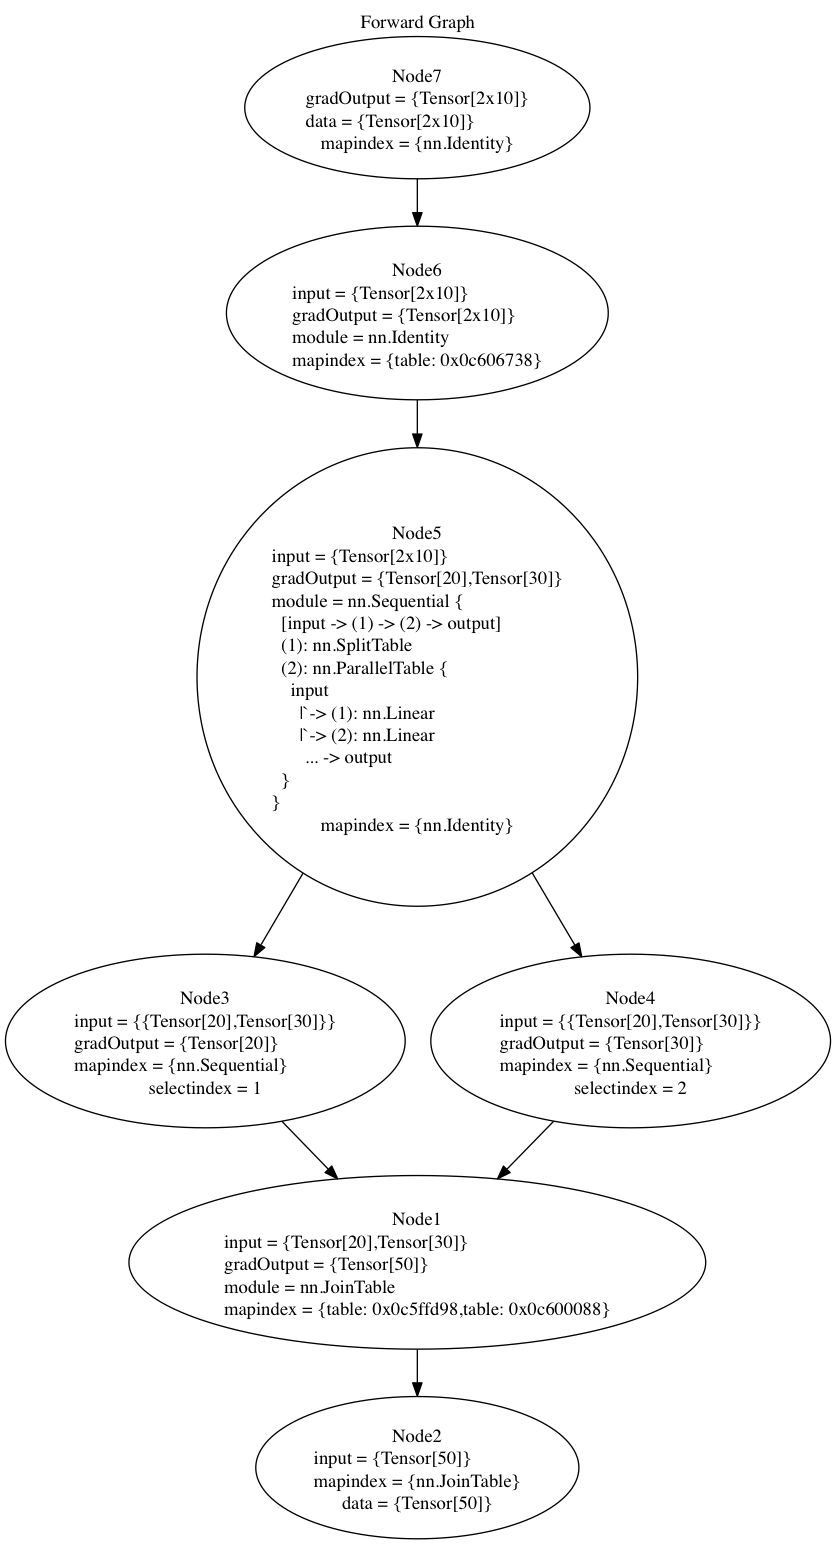 Forward Graph
Node7
gradOutput = {Tensor[2x10]}
data = {Tensor[2x10]}
mapindex = {nn.Identity}
Node6
input = {Tensor[2x10]}
gradOutput = {Tensor[2x10]}
module = nn.Identity
mapindex = {table: 0x0c606738}
Node5
input = {Tensor[2x10]}
gradOutput = {Tensor[20],Tensor[30]}
module = nn.Sequential {
[input -> (1) -> (2) -> output]
(1): nn.SplitTable
(2): nn.ParallelTable {
input
|`-> (1): nn.Linear
|`-> (2): nn.Linear
... -> output
}
}
mapindex = {nn.Identity}
Node3
input = {{Tensor[20],Tensor[30]}}
gradOutput = {Tensor[20]}
mapindex = {nn.Sequential}
selectindex = 1
Node4
input = {{Tensor[20],Tensor[30]}}
gradOutput = {Tensor[30]}
mapindex = {nn.Sequential}
selectindex = 2
Node1
input = {Tensor[20],Tensor[30]}
gradOutput = {Tensor[50]}
module = nn.JoinTable
mapindex = {table: 0x0c5ffd98,table: 0x0c600088}
Node2
input = {Tensor[50]}
mapindex = {nn.JoinTable}
data = {Tensor[50]}